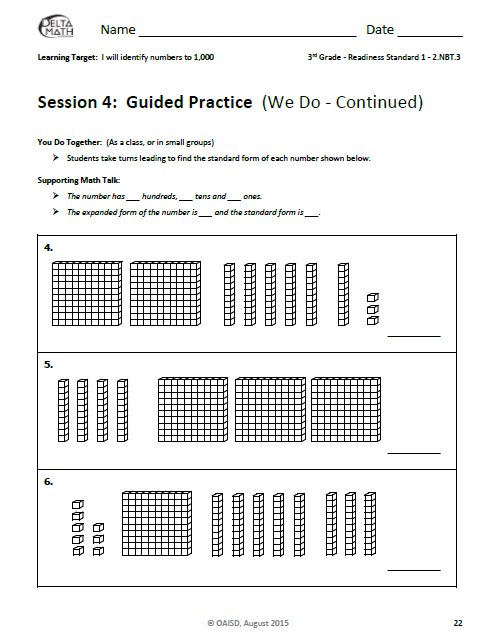 DELTA MATH
Name ______________________________ Date __________
Learning Target: I will identify numbers to 1,000 3rd Grade - Readiness Standard 1 - 2.NBT.3
Session 4: Guided Practice (We Do - Continued)
You Do Together: (As a class, or in small groups)
➢ Students take turns leading to find the standard form of each number shown below.
Supporting Math Talk:
➢ The number has ___ hundreds, ___ tens and ___ ones.
➢ The expanded form of the number is ___ and the standard form is ___.
4.
5.
6.
© OAISD, August 2015 22